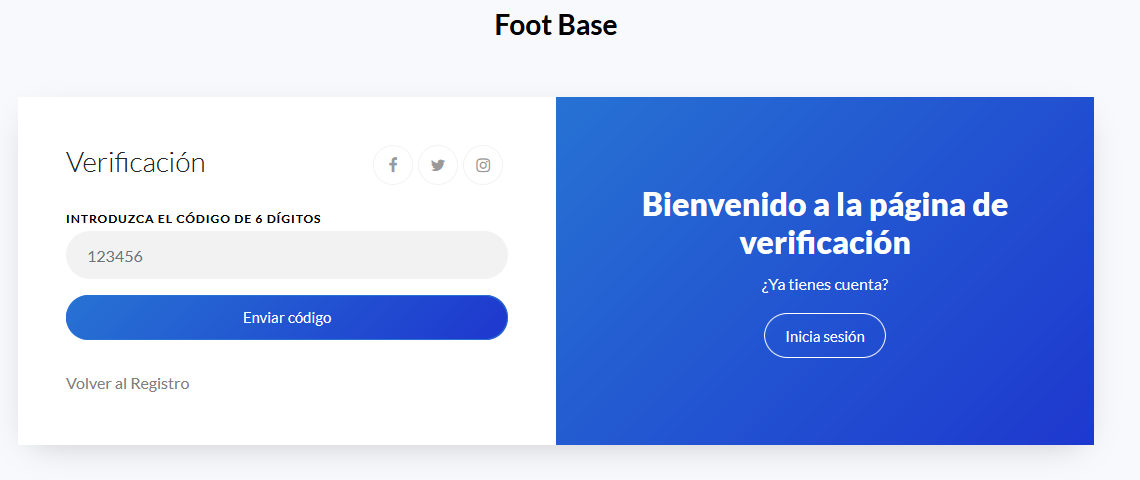 Foot Base
Verificación
INTRODUZCA EL CÓDIGO DE 6 DÍGITOS
123456
Enviar código
Volver al Registro
Bienvenido a la página de
verificación
¿Ya tienes cuenta?
Inicia sesión